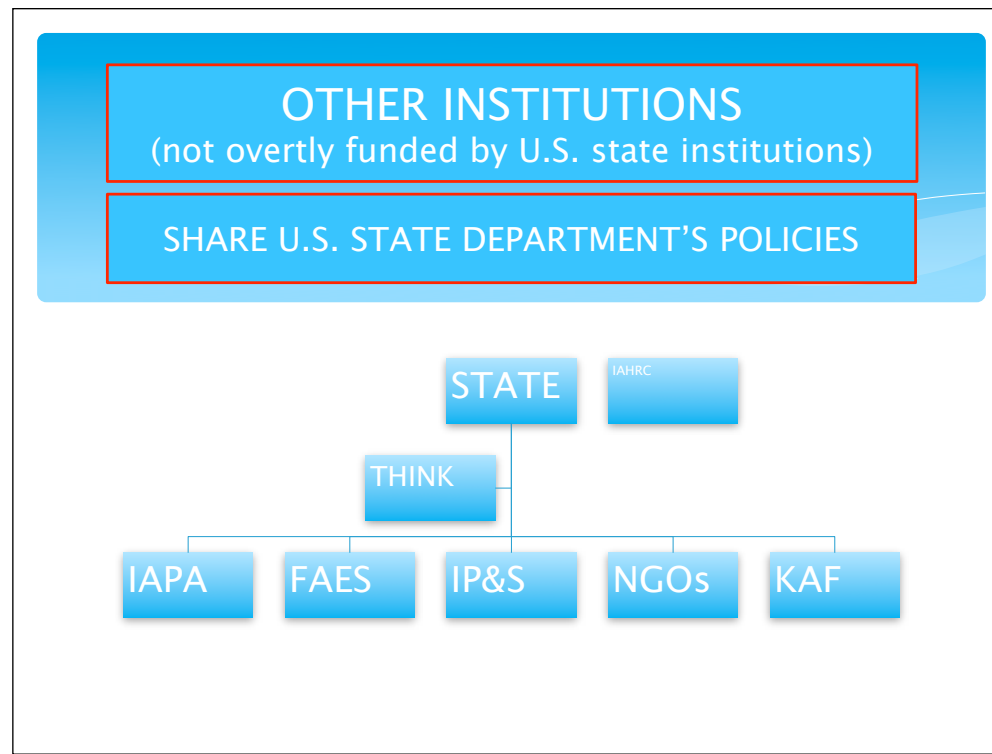 OTHER INSTITUTIONS
(not overtly funded by U.S. state institutions)
SHARE U.S. STATE DEPARTMENT’S POLICIES
STATE
IAHRC
THINK
IAPA
FAES
IP&S
NGOs
KAF